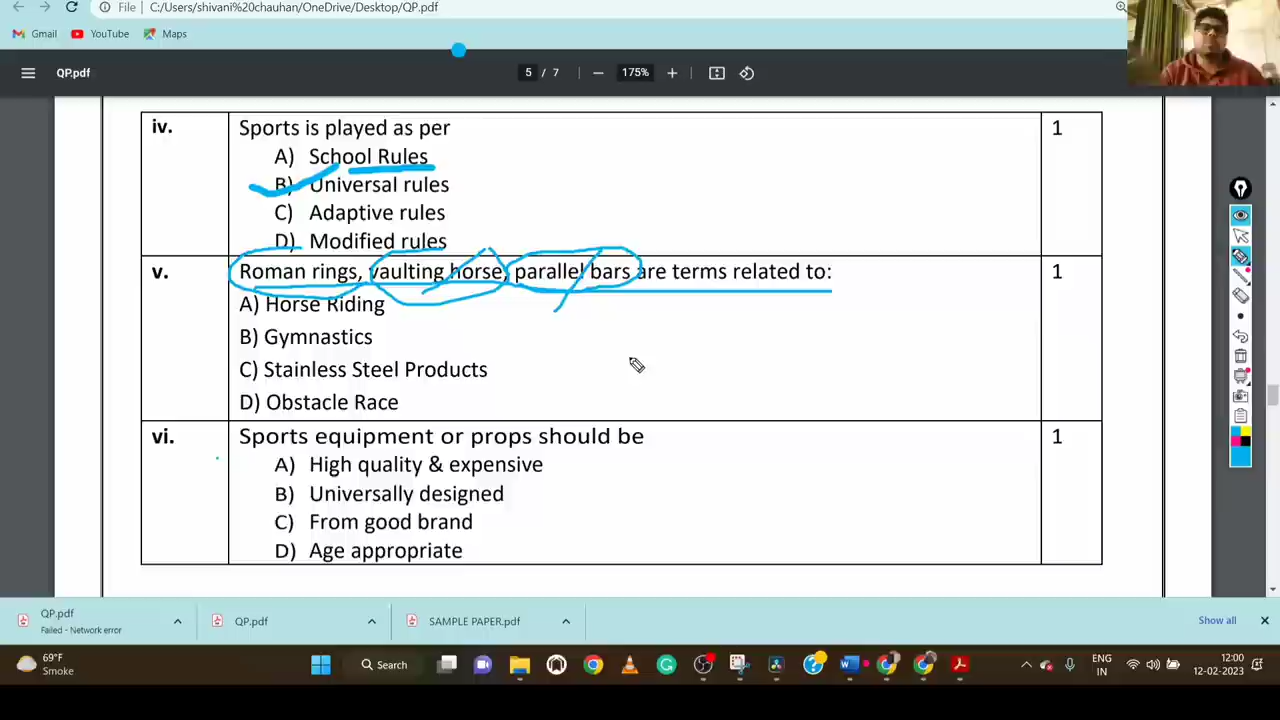 File
C:/Users/shivani%20chauhan/OneDrive/Desktop/QP.pdf
Gmail
YouTube
Maps
QP.pdf
5 / 7
175%
iv.
Sports is played as per
1
A) School Rules
B) Universal rules
C) Adaptive rules
D) Modified rules
v.
Roman rings, vaulting horse, parallel bars are terms related to:
1
A) Horse Riding
B) Gymnastics
C) Stainless Steel Products
D) Obstacle Race
vi.
Sports equipment or props should be
1
A) High quality & expensive
B) Universally designed
C) From good brand
D) Age appropriate
QP.pdf
Failed - Network error
QP.pdf
SAMPLE PAPER.pdf
Show all
69°F
Smoke
Search
ENG
IN
12:00
12-02-2023